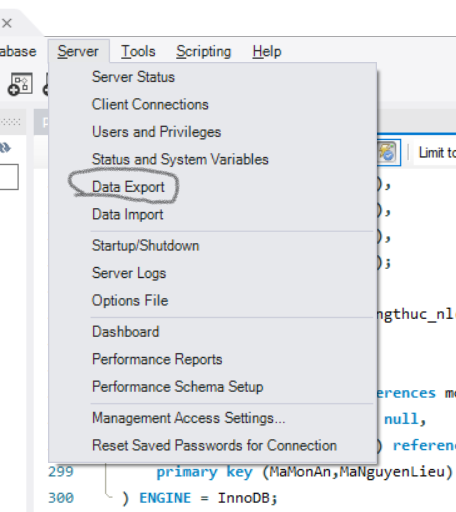 abase Server Tools Scripting Help
Server Status
Client Connections
Users and Privileges
Status and System Variables
Data Export
Data Import
Startup/Shutdown
Server Logs
Options File
Dashboard
Performance Reports
Performance Schema Setup
Management Access Settings...
Reset Saved Passwords for Connection
Limit to
),
),
),
);
ngthuc_nl
erences m
null,
) referen
299 primary key (MaMonAn,MaNguyenLieu)
300 ) ENGINE = InnoDB;